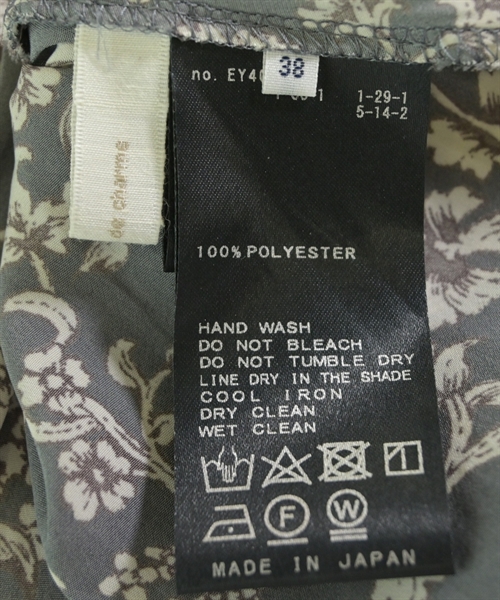 38
no. EY40
1-29-1
5-14-2
de charme
100% POLYESTER
HAND WASH
DO NOT BLEACH
DO NOT TUMBLE DRY
LINE DRY IN THE SHADE
COOL IRON
DRY CLEAN
WET CLEAN
F W
MADE IN JAPAN